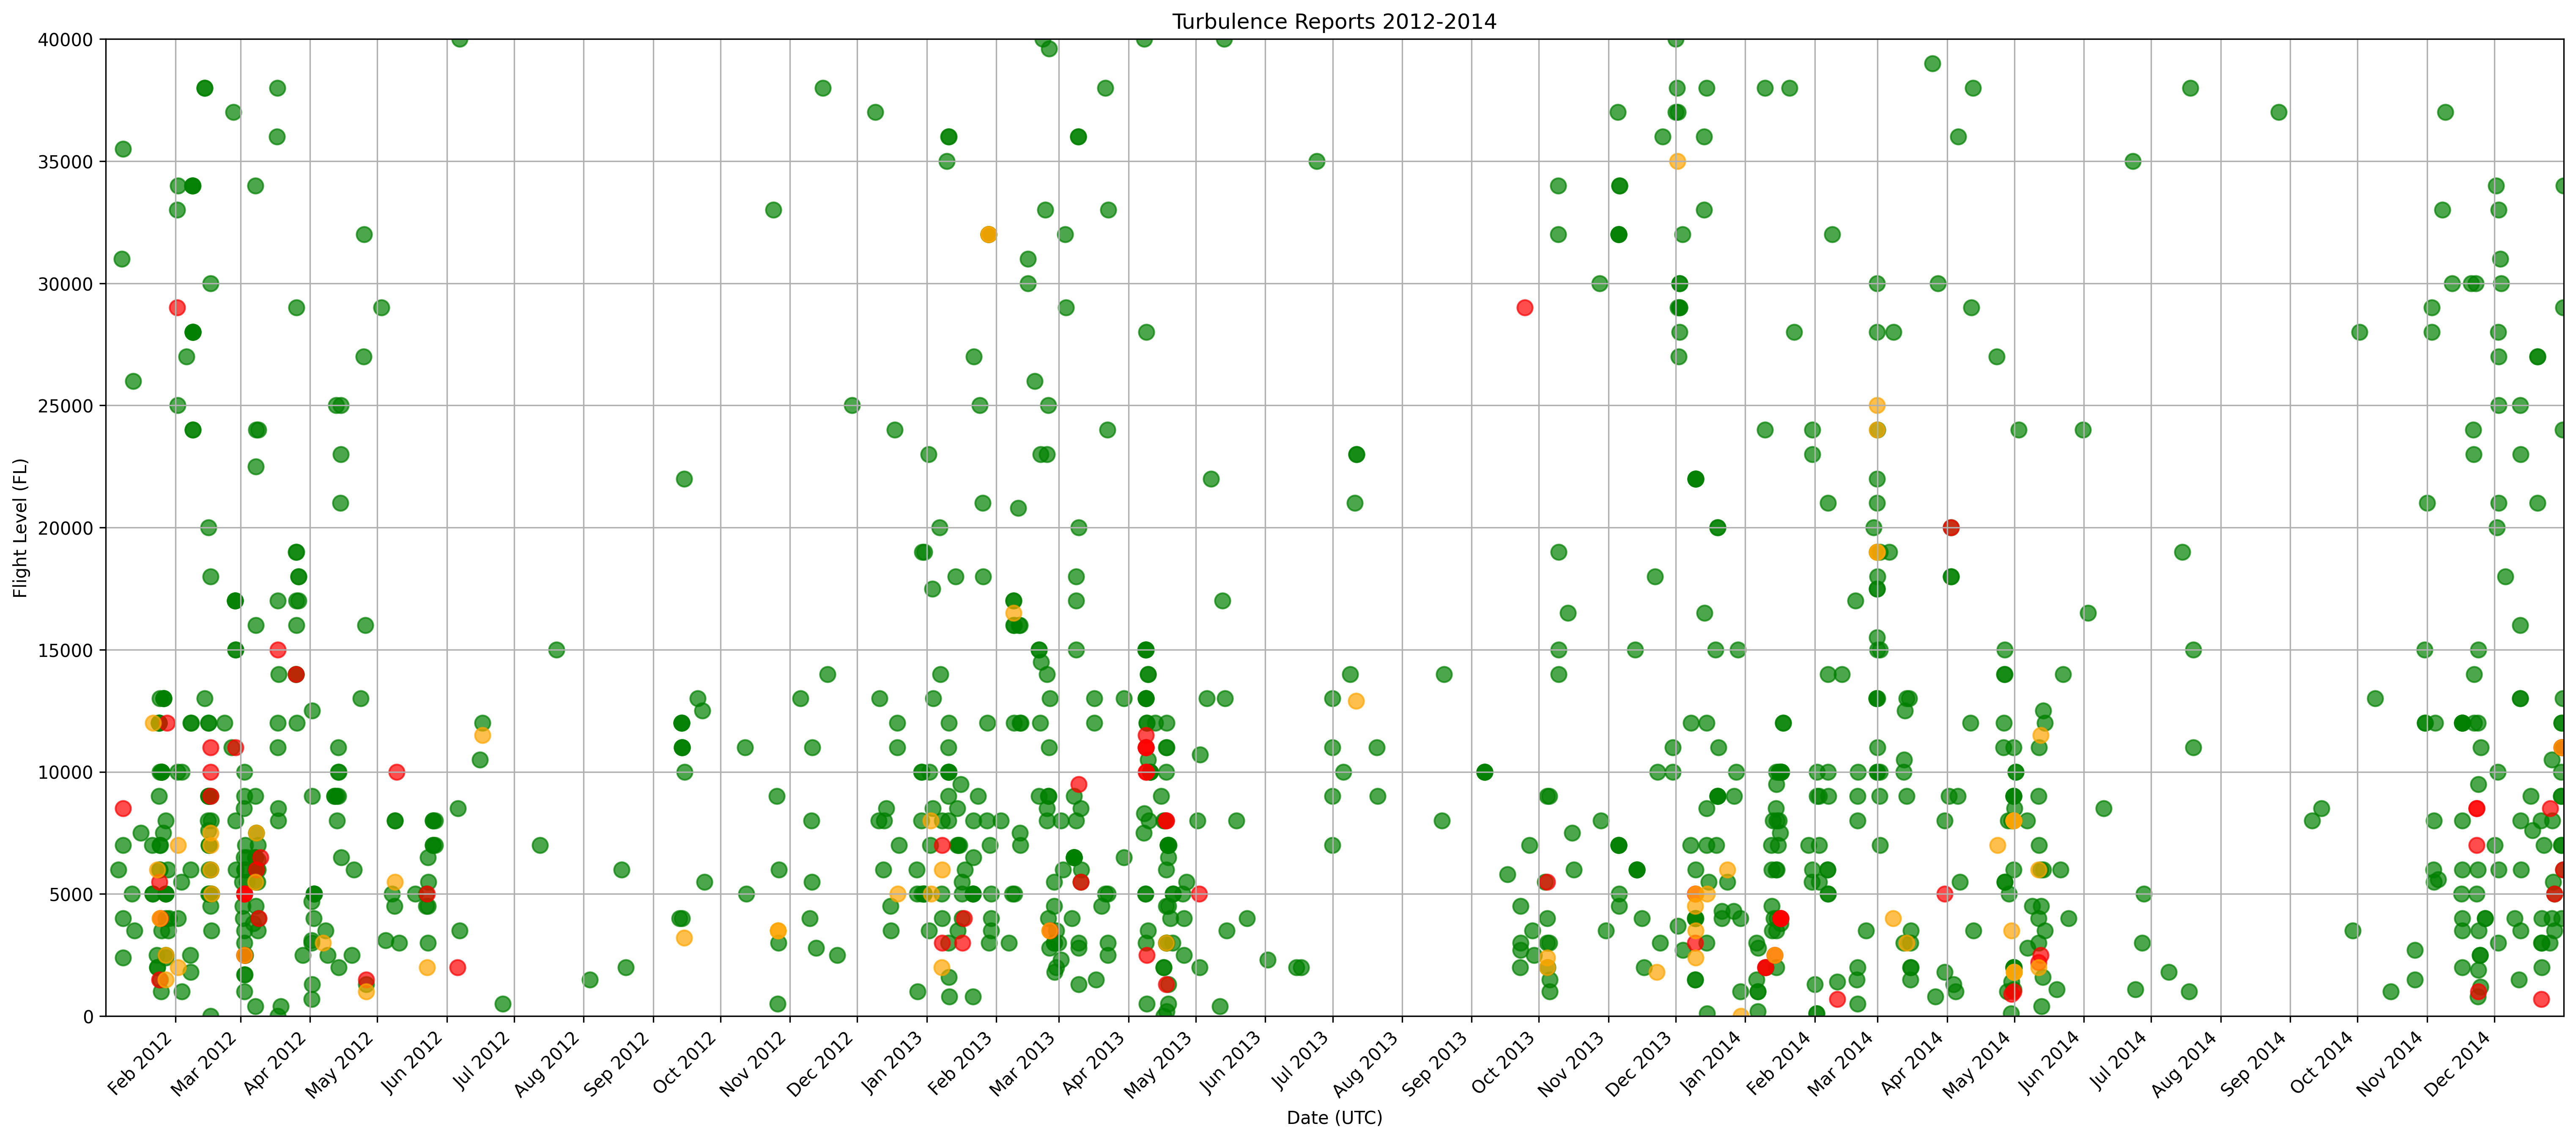 Turbulence Reports 2012-2014
Flight Level (FL)
40000
35000
30000
25000
20000
15000
10000
5000
0
Feb 2012
Mar 2012
Apr 2012
May 2012
Jun 2012
Jul 2012
Aug 2012
Sep 2012
Oct 2012
Nov 2012
Dec 2012
Jan 2013
Feb 2013
Mar 2013
Apr 2013
May 2013
Jun 2013
Jul 2013
Aug 2013
Sep 2013
Oct 2013
Nov 2013
Dec 2013
Jan 2014
Feb 2014
Mar 2014
Apr 2014
May 2014
Jun 2014
Jul 2014
Aug 2014
Sep 2014
Oct 2014
Nov 2014
Dec 2014
Date (UTC)